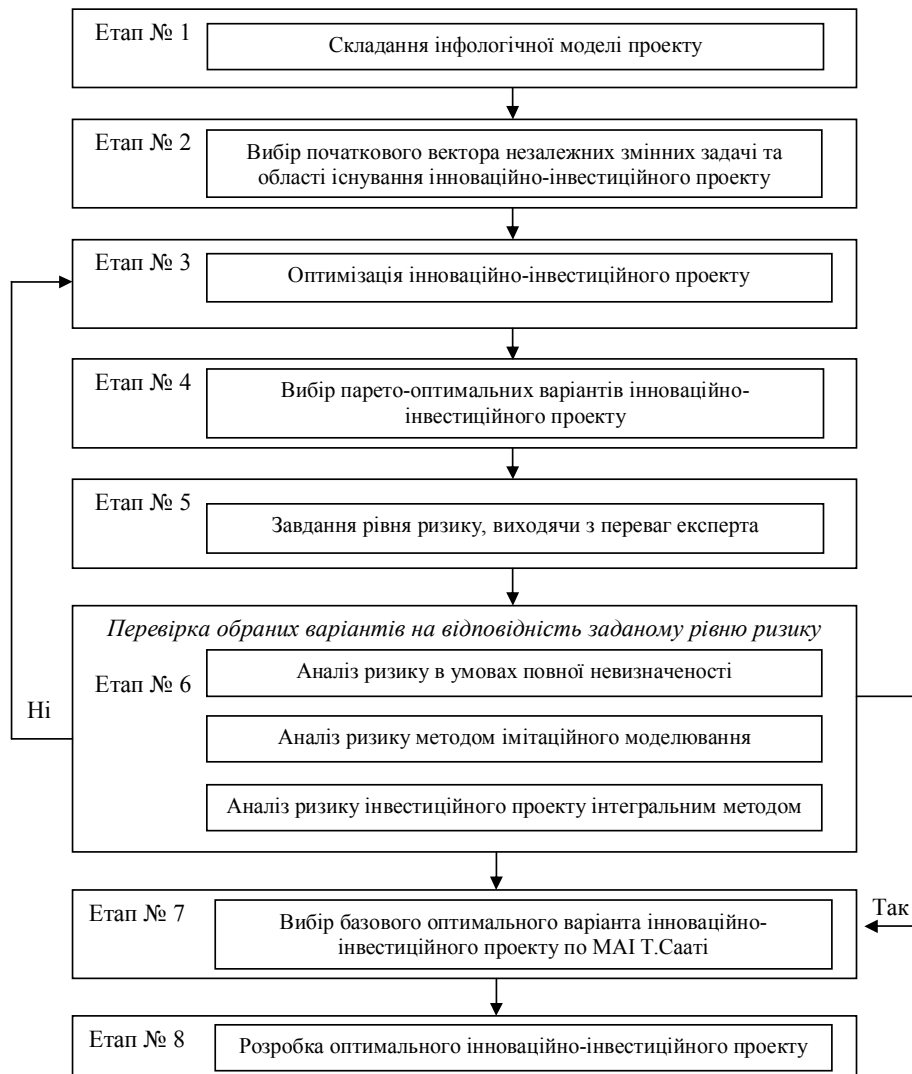 Етап № 1
Складання інфологічної моделі проекту
Етап № 2
Вибір початкового вектора незалежних змінних задачі та
області існування інноваційно-інвестиційного проекту
Етап № 3
Оптимізація інноваційно-інвестиційного проекту
Етап № 4
Вибір парето-оптимальних варіантів інноваційно-
інвестиційного проекту
Етап № 5
Завдання рівня ризику, виходячи з переваг експерта
Перевірка обраних варіантів на відповідність заданому рівню ризику
Етап № 6
Аналіз ризику в умовах повної невизначеності
Ні
Аналіз ризику методом імітаційного моделювання
Аналіз ризику інвестиційного проекту інтегральним методом
Етап № 7
Вибір базового оптимального варіанта інноваційно-
інвестиційного проекту по МАІ Т.Сааті
Так
Етап № 8
Розробка оптимального інноваційно-інвестиційного проекту